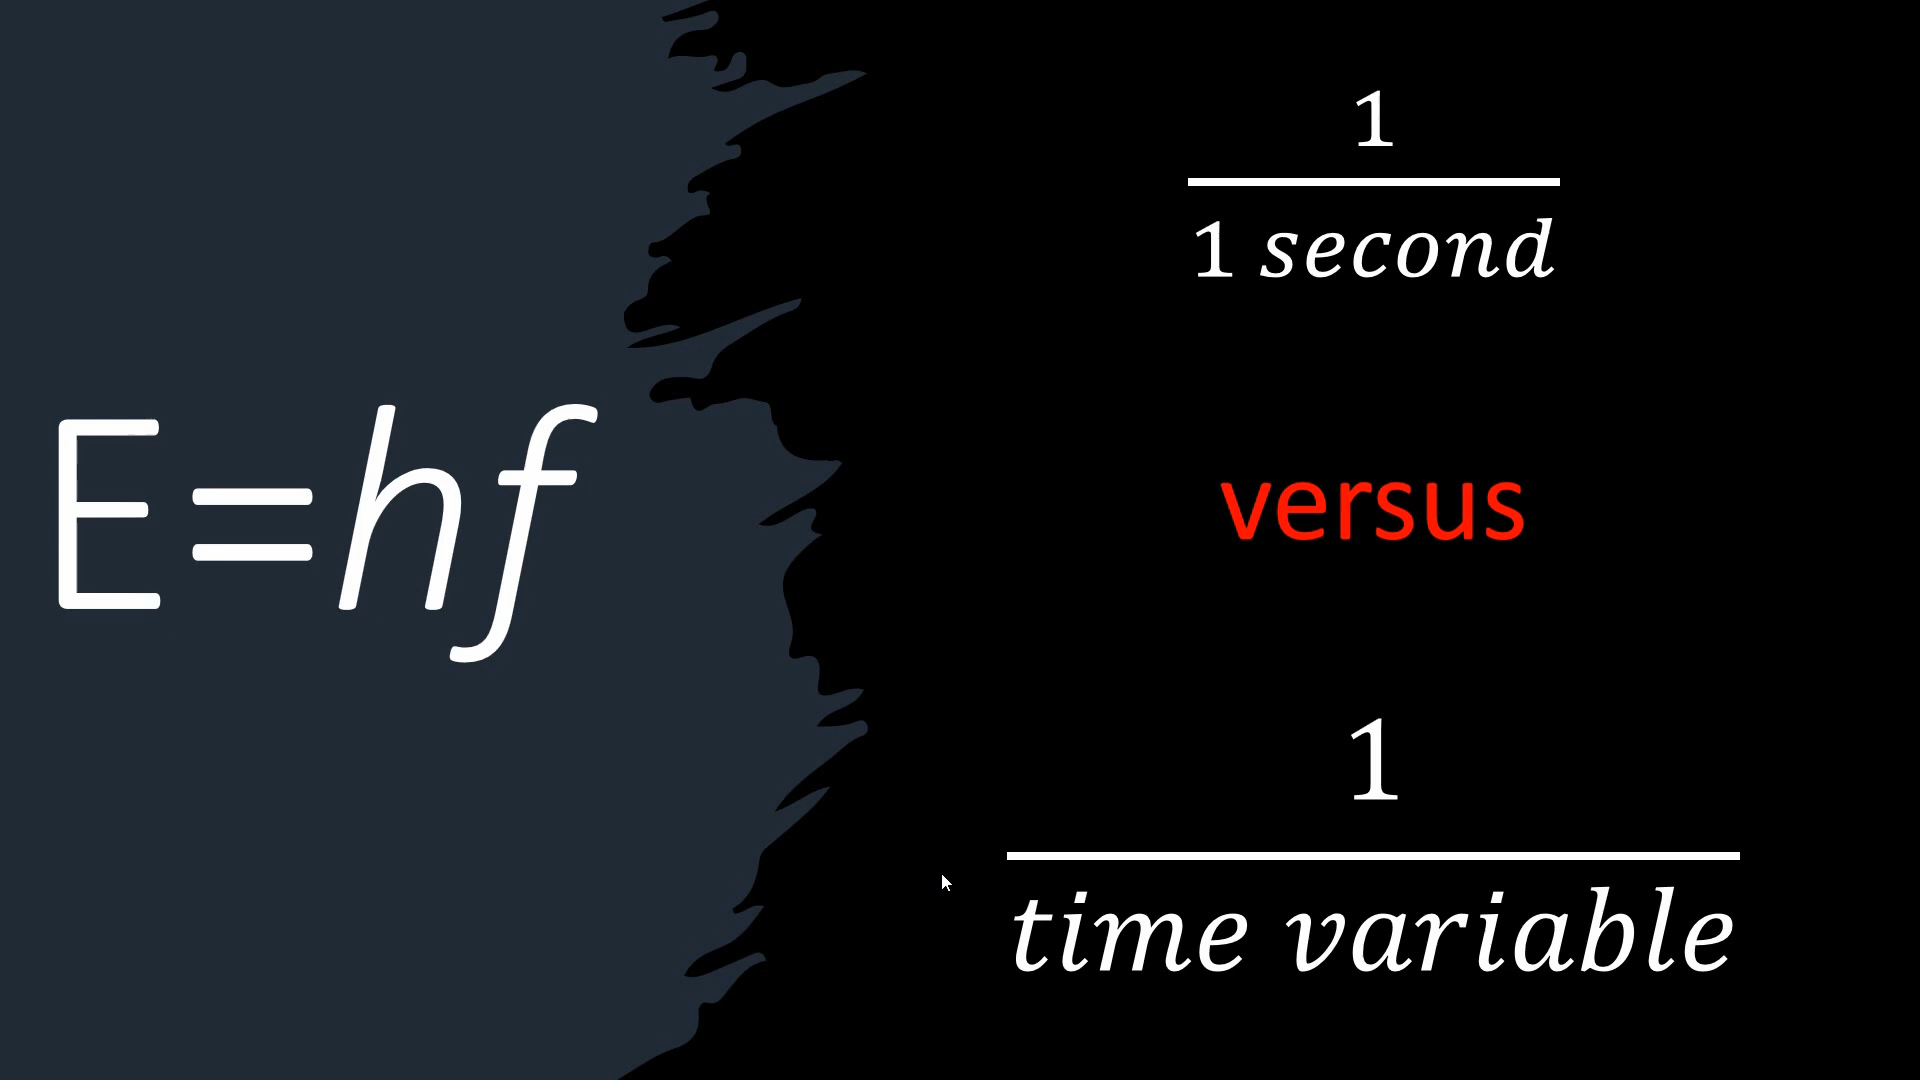 E=hf
1
1 second
versus
1
time variable